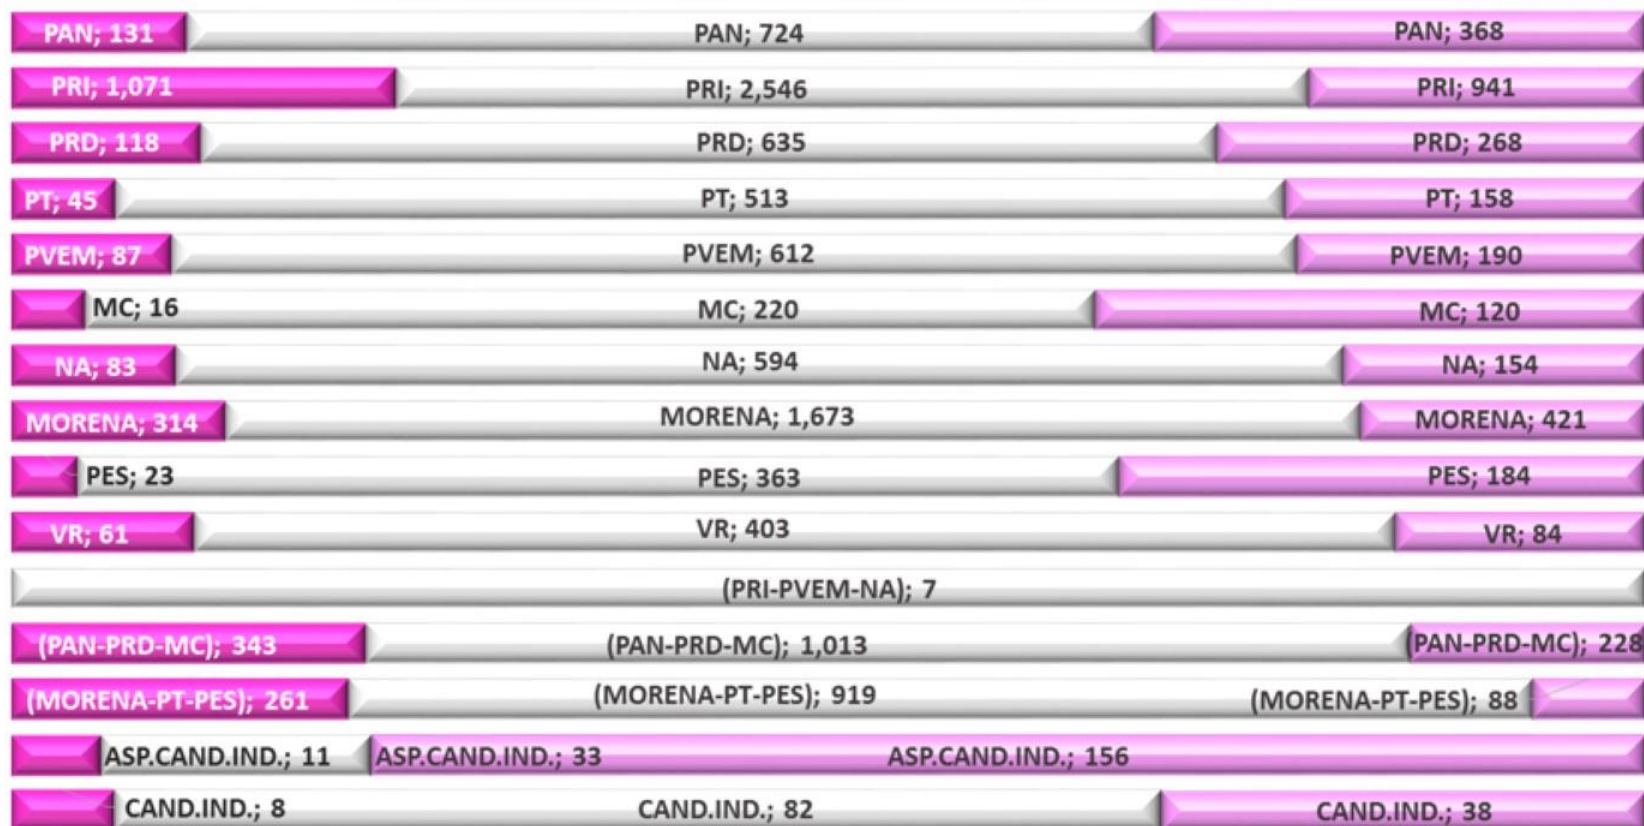 PAN; 131 PAN; 724 PAN; 368
PRI; 1,071 PRI; 2,546 PRI; 941
PRD; 118 PRD; 635 PRD; 268
PT; 45 PT; 513 PT; 158
PVEM; 87 PVEM; 612 PVEM; 190
MC; 16 MC; 220 MC; 120
NA; 83 NA; 594 NA; 154
MORENA; 314 MORENA; 1,673 MORENA; 421
PES; 23 PES; 363 PES; 184
VR; 61 VR; 403 VR; 84
(PRI-PVEM-NA); 7
(PAN-PRD-MC); 343 (PAN-PRD-MC); 1,013 (PAN-PRD-MC); 228
(MORENA-PT-PES); 261 (MORENA-PT-PES); 919 (MORENA-PT-PES); 88
ASP.CAND.IND.; 11 ASP.CAND.IND.; 33 ASP.CAND.IND.; 156
CAND.IND.; 8 CAND.IND.; 82 CAND.IND.; 38